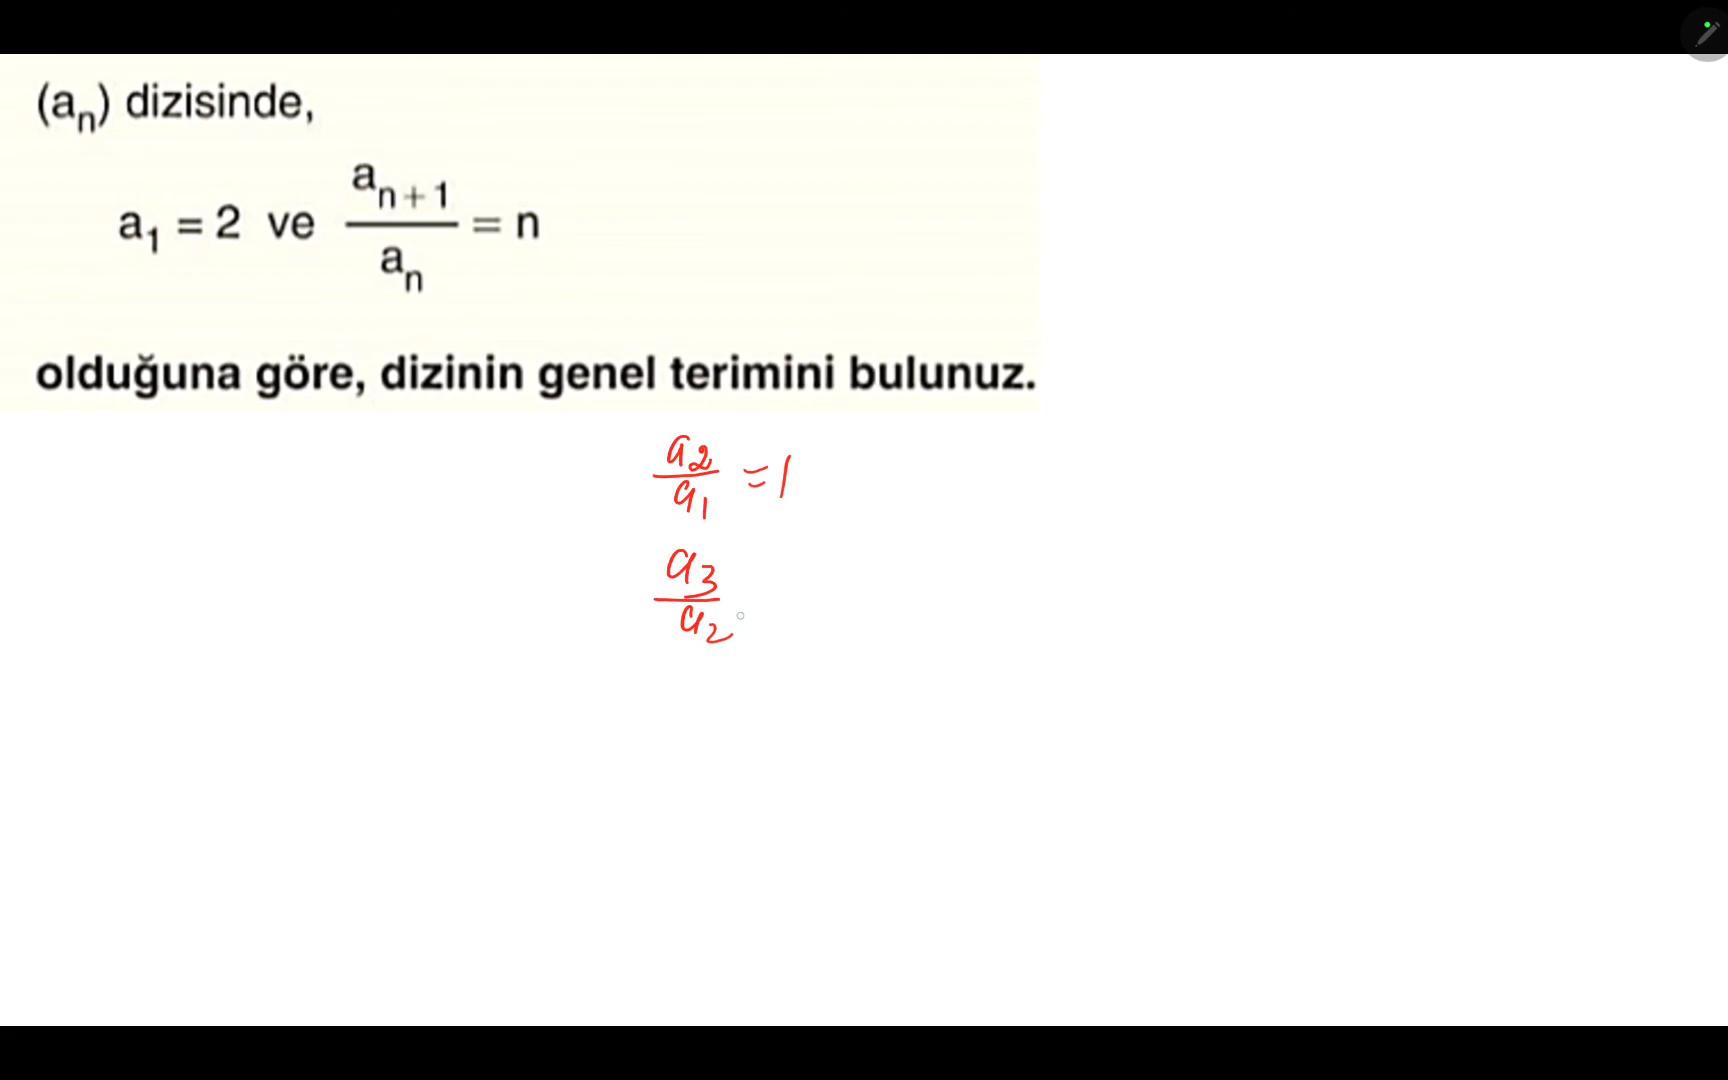 (aₙ) dizisinde,
a₁ = 2 ve aₙ₊₁/aₙ = n
olduğuna göre, dizinin genel terimini bulunuz.
a₂/a₁ = 1
a₃/a₂